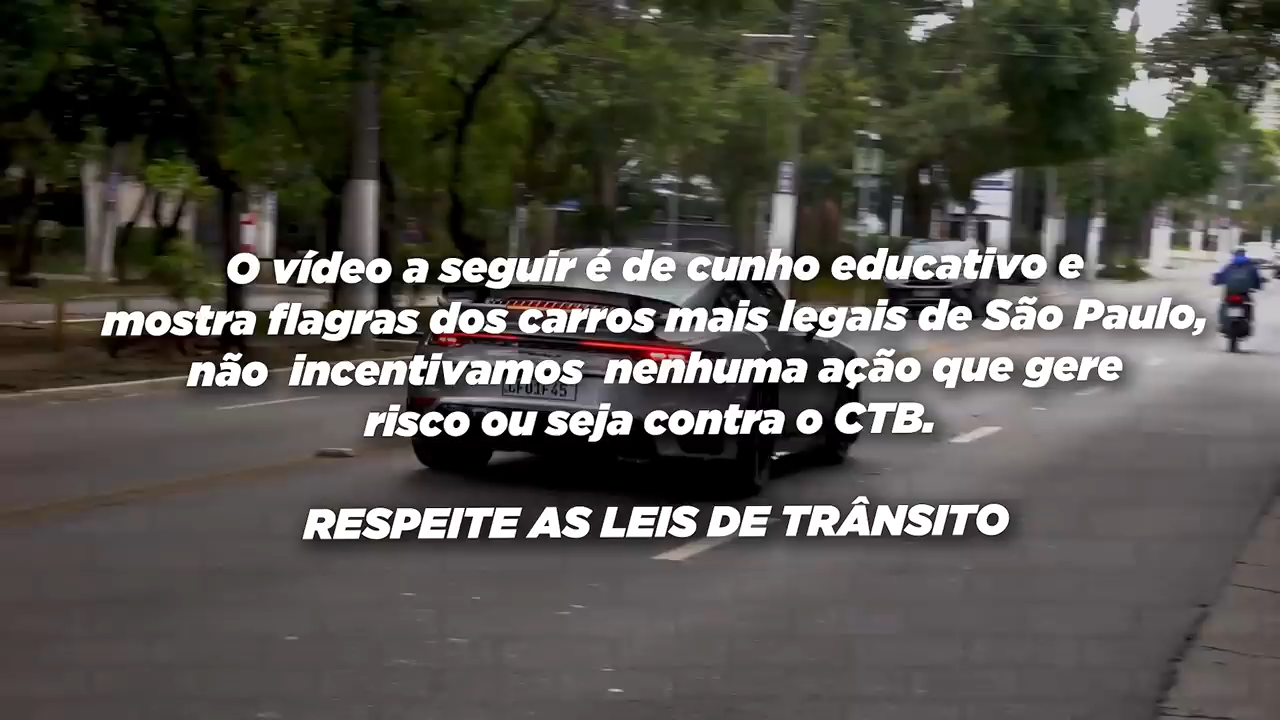 O vídeo a seguir é de cunho educativo e
mostra flagras dos carros mais legais de São Paulo,
não incentivamos nenhuma ação que gere
risco ou seja contra o CTB.
RESPEITE AS LEIS DE TRÂNSITO